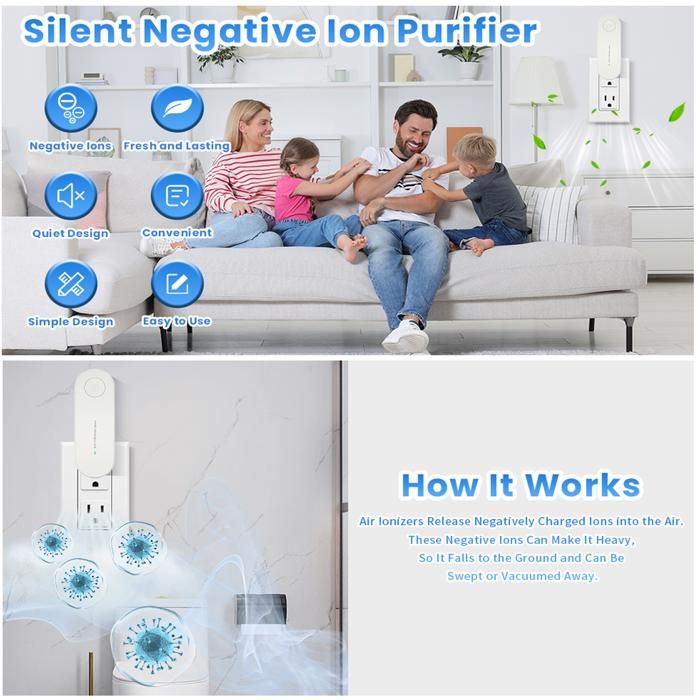 Silent Negative Ion Purifier
Negative Ions
Fresh and Lasting
Quiet Design
Convenient
Simple Design
Easy to Use
How It Works
Air Ionizers Release Negatively Charged Ions into the Air.
These Negative Ions Can Make It Heavy,
So It Falls to the Ground and Can Be
Swept or Vacuumed Away.